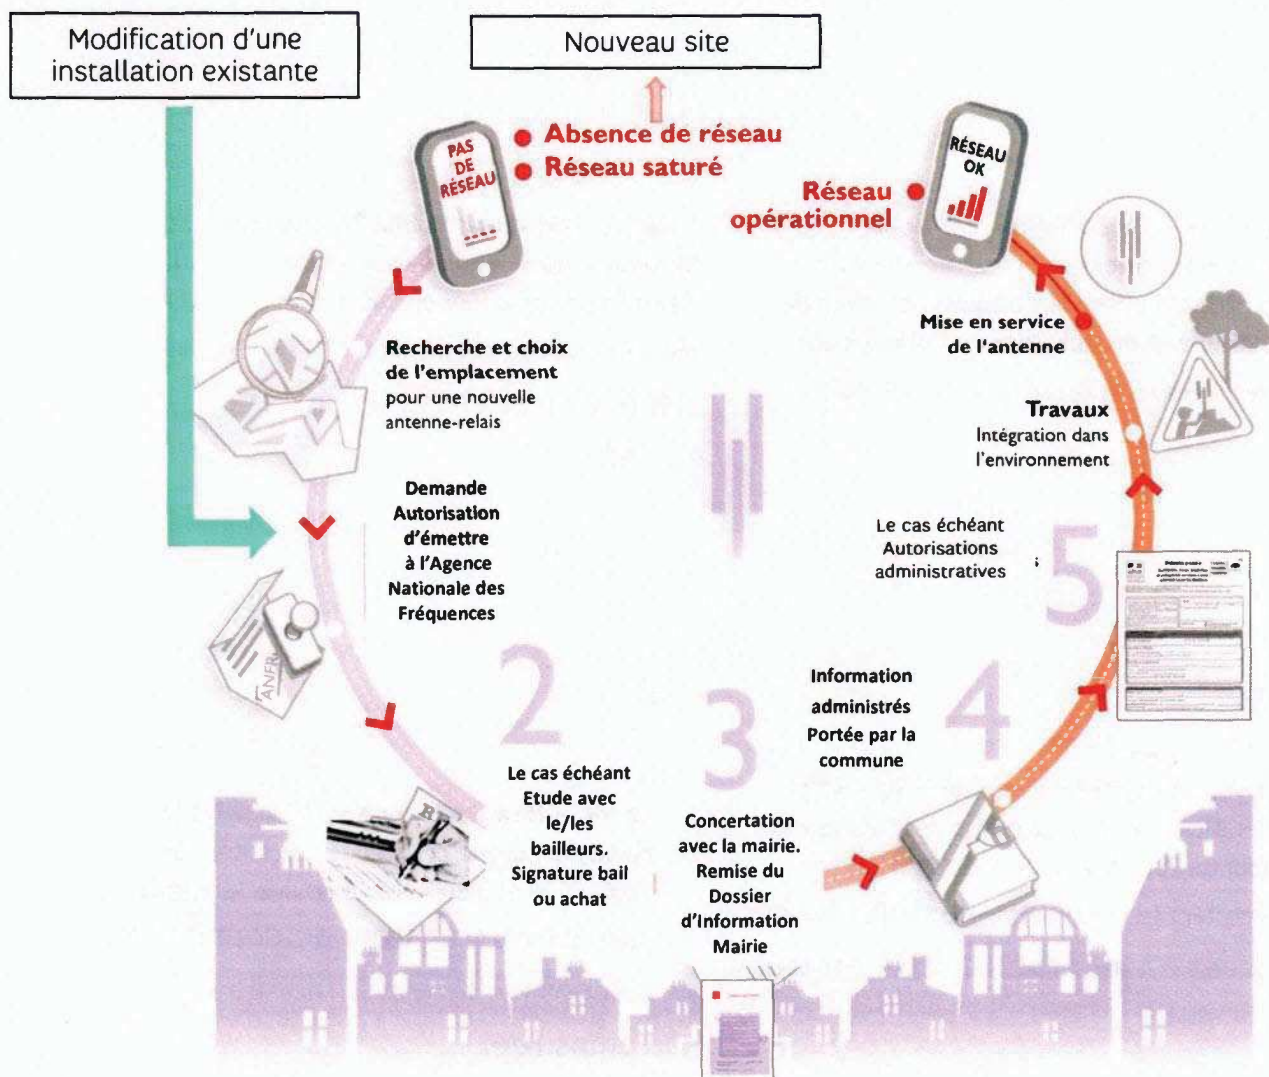 Modification d'une
installation existante
Nouveau site
Absence de réseau
Réseau saturé
PAS
DE
RÉSEAU
RÉSEAU
OK
Réseau
opérationnel
Recherche et choix
de l'emplacement
pour une nouvelle
antenne-relais
Demande
Autorisation
d'émettre
à l'Agence
Nationale des
Fréquences
ANFR
2
Le cas échéant
Etude avec
le/les
bailleurs.
Signature bail
ou achat
3
Concertation
avec la mairie.
Remise du
Dossier
d'Information
Mairie
4
Information
administrés
Portée par la
commune
5
Le cas échéant
Autorisations
administratives
;
Travaux
Intégration dans
l'environnement
Mise en service
de l'antenne